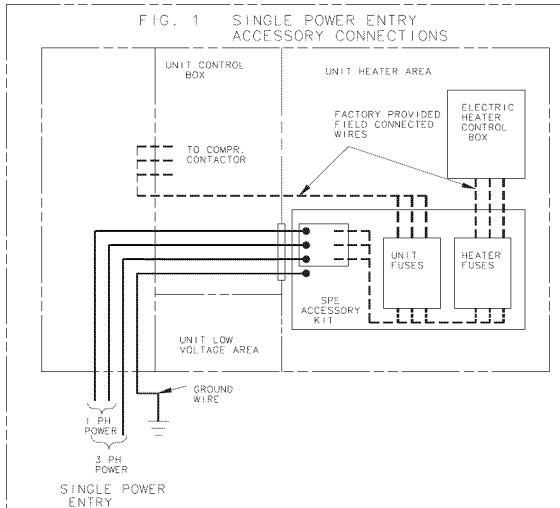 FIG. 1 SINGLE POWER ENTRY
ACCESSORY CONNECTIONS
UNIT CONTROL
BOX
UNIT HEATER AREA
ELECTRIC
HEATER
CONTROL
BOX
FACTORY PROVIDED
FIELD CONNECTED
WIRES
TO COMPR.
CONTACTOR
UNIT
FUSES
HEATER
FUSES
SPE
ACCESSORY
KIT
UNIT LOW
VOLTAGE AREA
GROUND
WIRE
1 PH
POWER
3 PH
POWER
SINGLE POWER
ENTRY